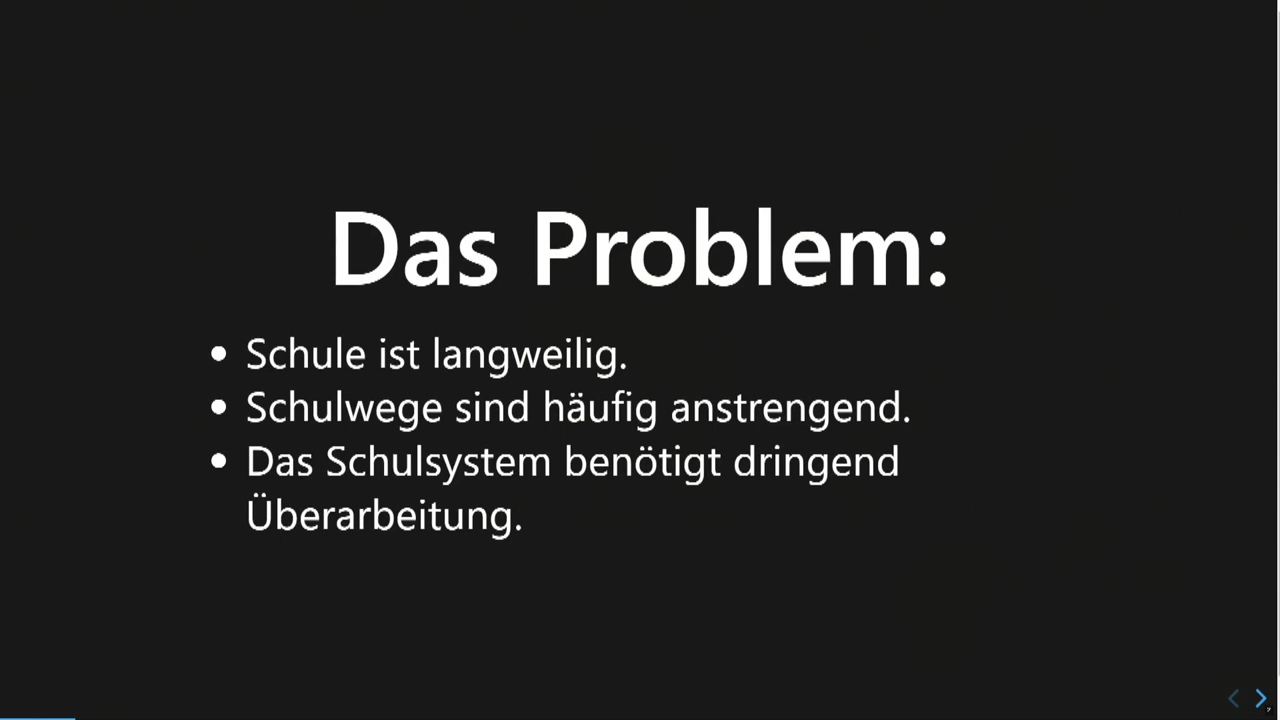 Das Problem:
• Schule ist langweilig.
• Schulwege sind häufig anstrengend.
• Das Schulsystem benötigt dringend
Überarbeitung.